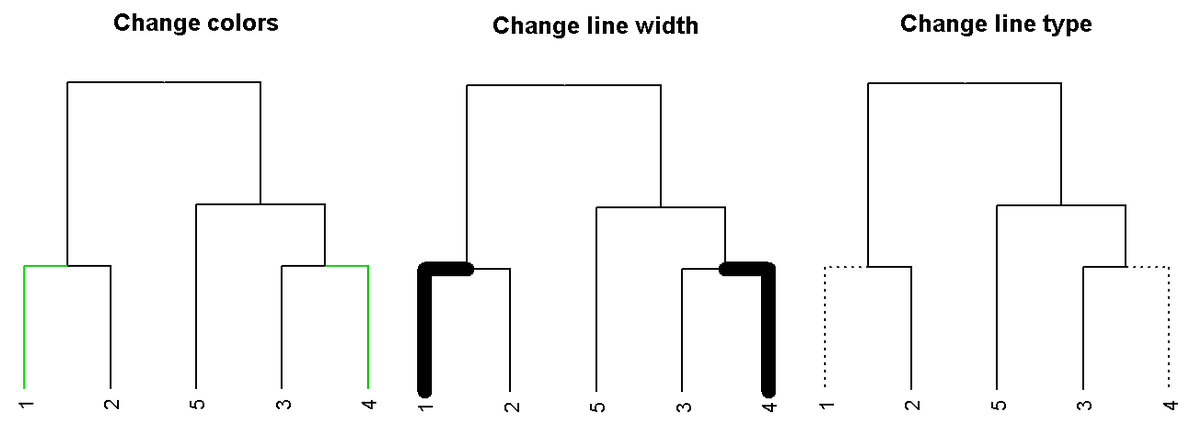 Change colors
Change line width
Change line type
1 2 5 3 4
1 2 5 3 4
1 2 5 3 4